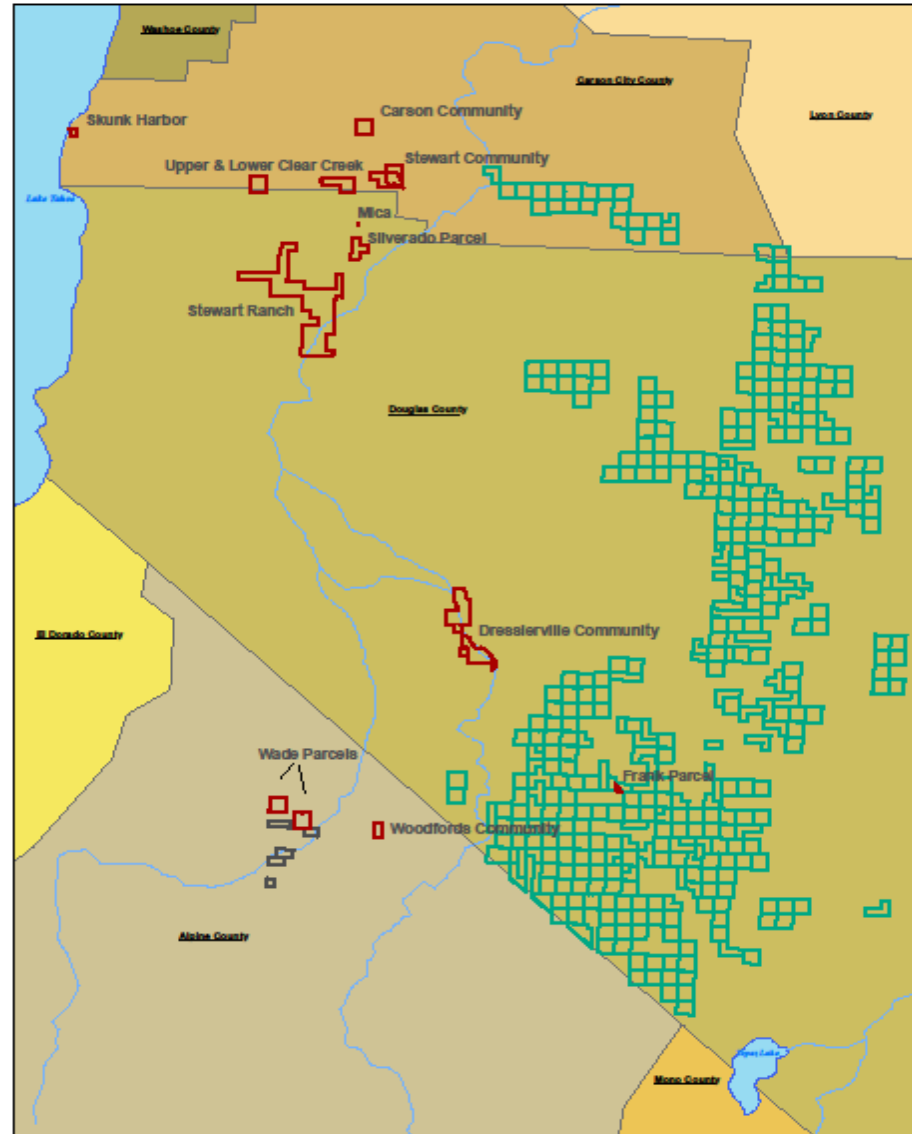 Washoe County
Carson City County
Lyon County
Skunk Harbor
Carson Community
Upper & Lower Clear Creek
Stewart Community
Lake Tahoe
Mica
Silverado Parcel
Stewart Ranch
Douglas County
El Dorado County
Dresslerville Community
Wade Parcels
Frank Parcel
Woodfords Community
Alpine County
Topaz Lake
Mono County